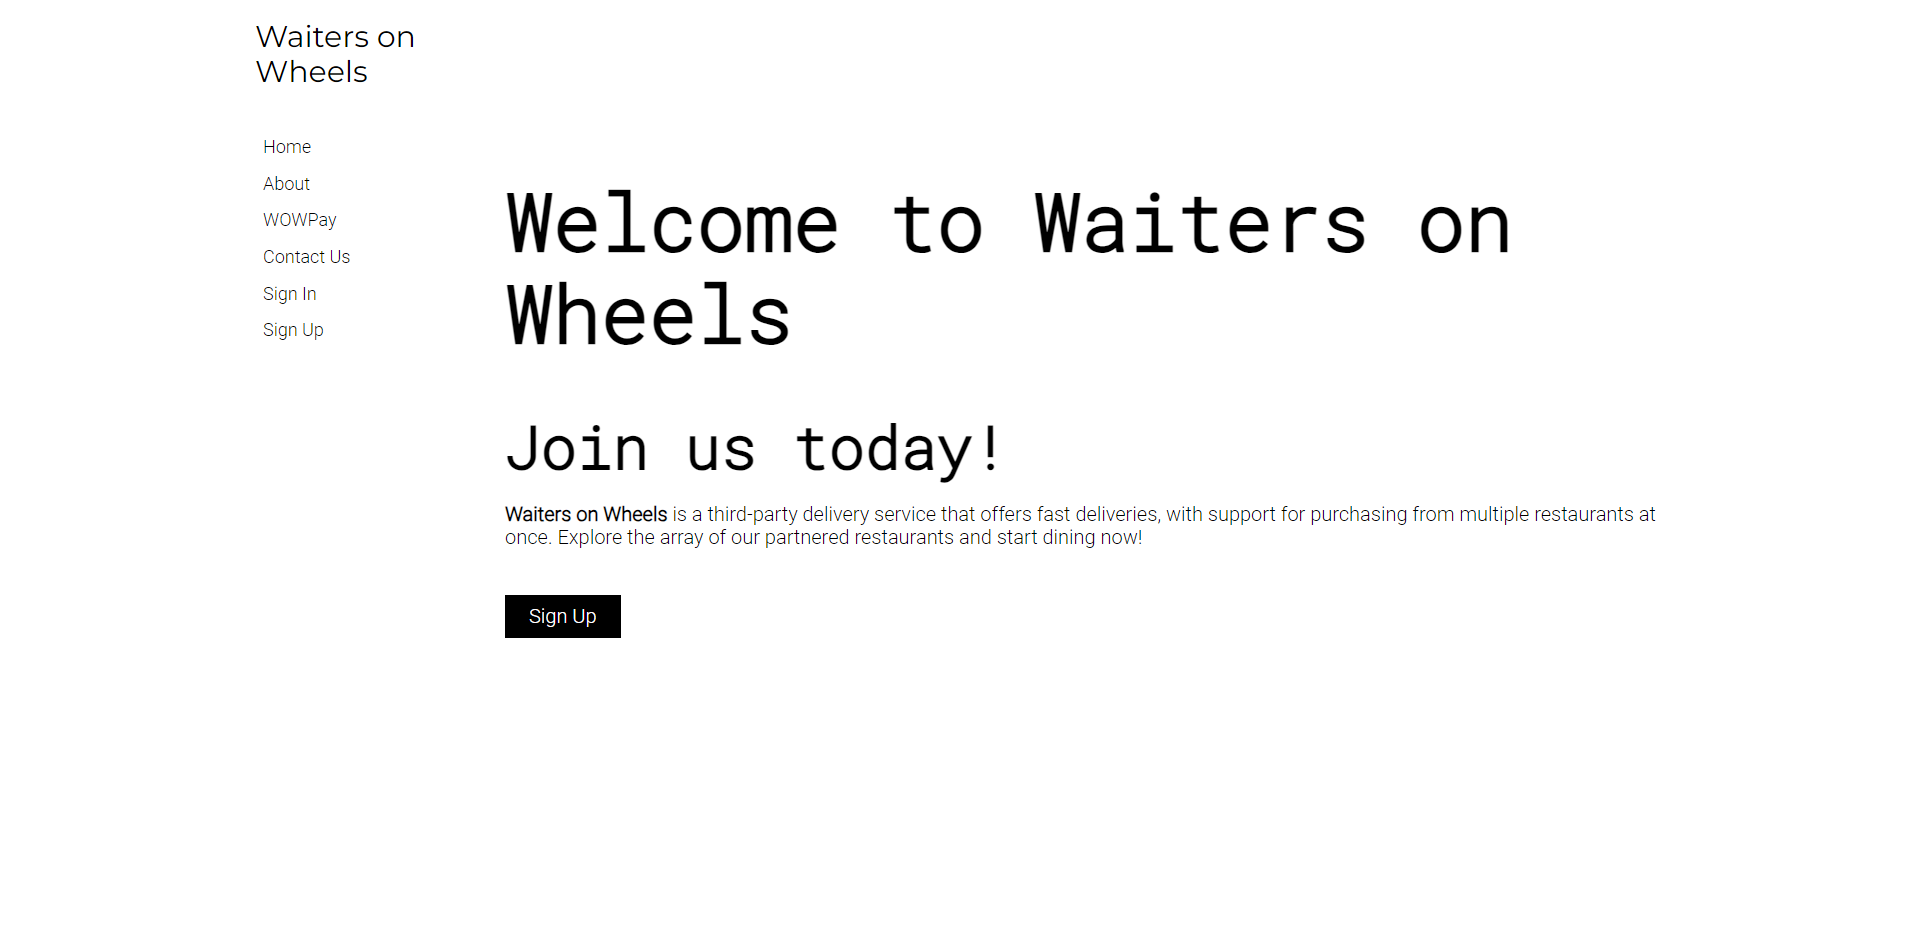 Waiters on
Wheels
Home
About
WOWPay
Contact Us
Sign In
Sign Up
Welcome to Waiters on
Wheels
Join us today!
Waiters on Wheels is a third-party delivery service that offers fast deliveries, with support for purchasing from multiple restaurants at
once. Explore the array of our partnered restaurants and start dining now!
Sign Up